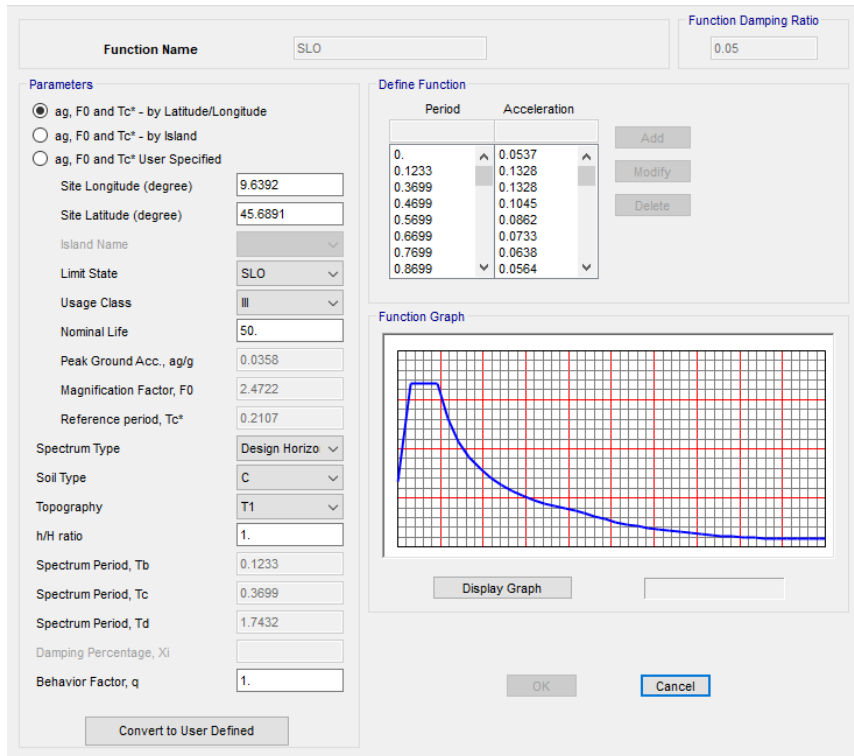 Function Damping Ratio
Function Name SLO 0.05
Parameters
ag, F0 and Tc* - by Latitude/Longitude
ag, F0 and Tc* - by Island
ag, F0 and Tc* User Specified
Site Longitude (degree) 9.6392
Site Latitude (degree) 45.6891
Island Name
Limit State SLO
Usage Class III
Nominal Life 50.
Peak Ground Acc., ag/g 0.0358
Magnification Factor, F0 2.4722
Reference period, Tc* 0.2107
Spectrum Type Design Horizo
Soil Type C
Topography T1
h/H ratio 1.
Spectrum Period, Tb 0.1233
Spectrum Period, Tc 0.3699
Spectrum Period, Td 1.7432
Damping Percentage, Xi
Behavior Factor, q 1.
Convert to User Defined
Define Function
Period Acceleration
0. 0.0537
0.1233 0.1328
0.3699 0.1328
0.4699 0.1045
0.5699 0.0862
0.6699 0.0733
0.7699 0.0638
0.8699 0.0564
Add
Modify
Delete
Function Graph
Display Graph
OK Cancel